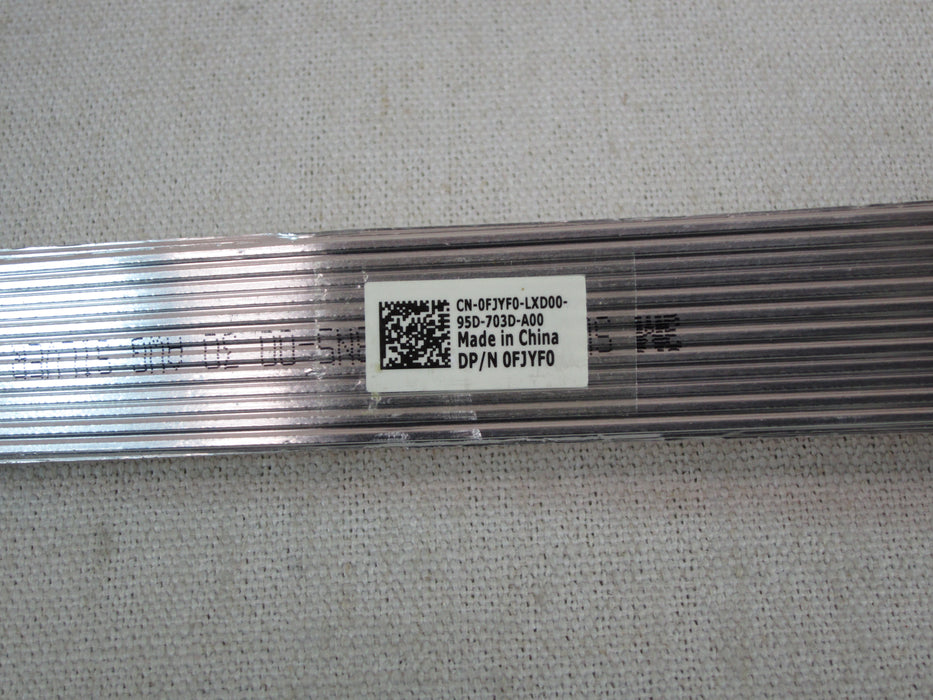 CN-0FJYF0-LXD00-
95D-703D-A00
Made in China
DP/N 0FJYF0